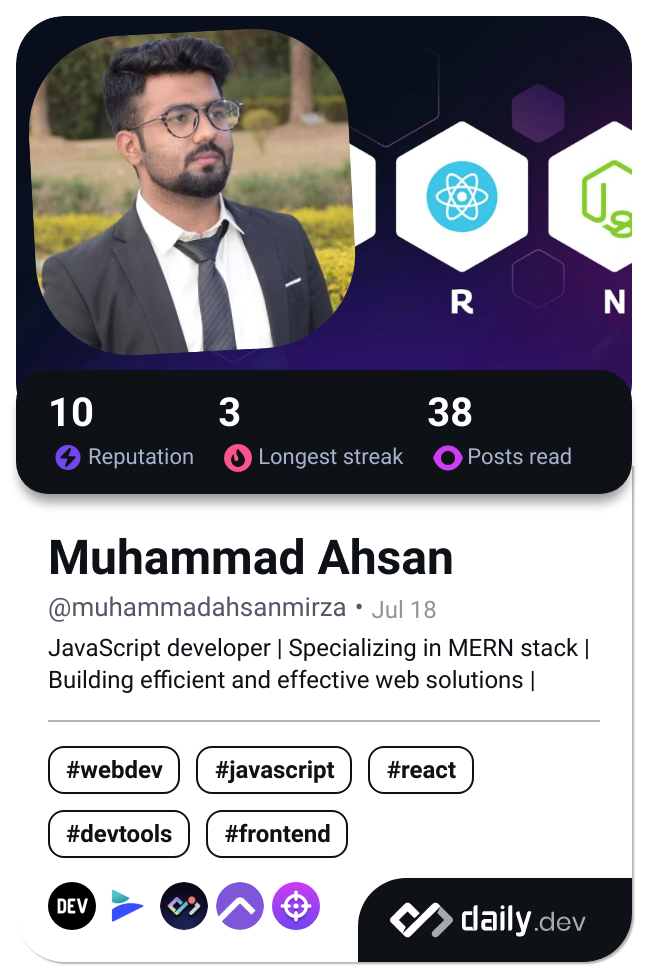 R N
10 3 38
Reputation Longest streak Posts read
Muhammad Ahsan
@muhammadahsanmirza • Jul 18
JavaScript developer | Specializing in MERN stack |
Building efficient and effective web solutions |
#webdev #javascript #react
#devtools #frontend
DEV
daily.dev